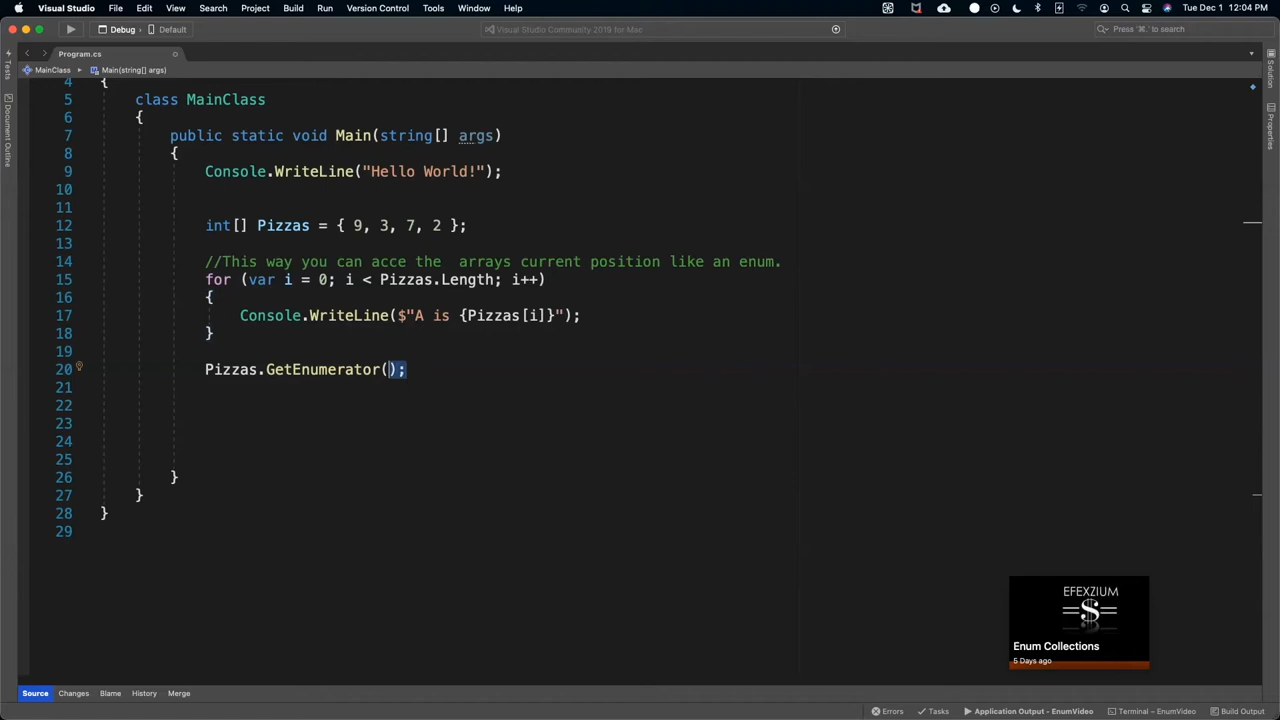 Visual Studio File Edit View Search Project Build Run Version Control Tools Window Help Tue Dec 1 12:04 PM
Debug Default Visual Studio Community 2019 for Mac Press '⌘.' to search
Program.cs
MainClass Main(string[] args)
Tests
Document Outline
Solution
Properties
4 {
5 class MainClass
6 {
7 public static void Main(string[] args)
8 {
9 Console.WriteLine("Hello World!");
10
11
12 int[] Pizzas = { 9, 3, 7, 2 };
13
14 //This way you can acce the  arrays current position like an enum.
15 for (var i = 0; i < Pizzas.Length; i++)
16 {
17 Console.WriteLine($"A is {Pizzas[i]}");
18 }
19
20 Pizzas.GetEnumerator();
21
22
23
24
25
26 }
27 }
28 }
29
EFEXZIUM
$
Enum Collections
5 Days ago
Source Changes Blame History Merge
Errors Tasks Application Output - EnumVideo Terminal – EnumVideo Build Output